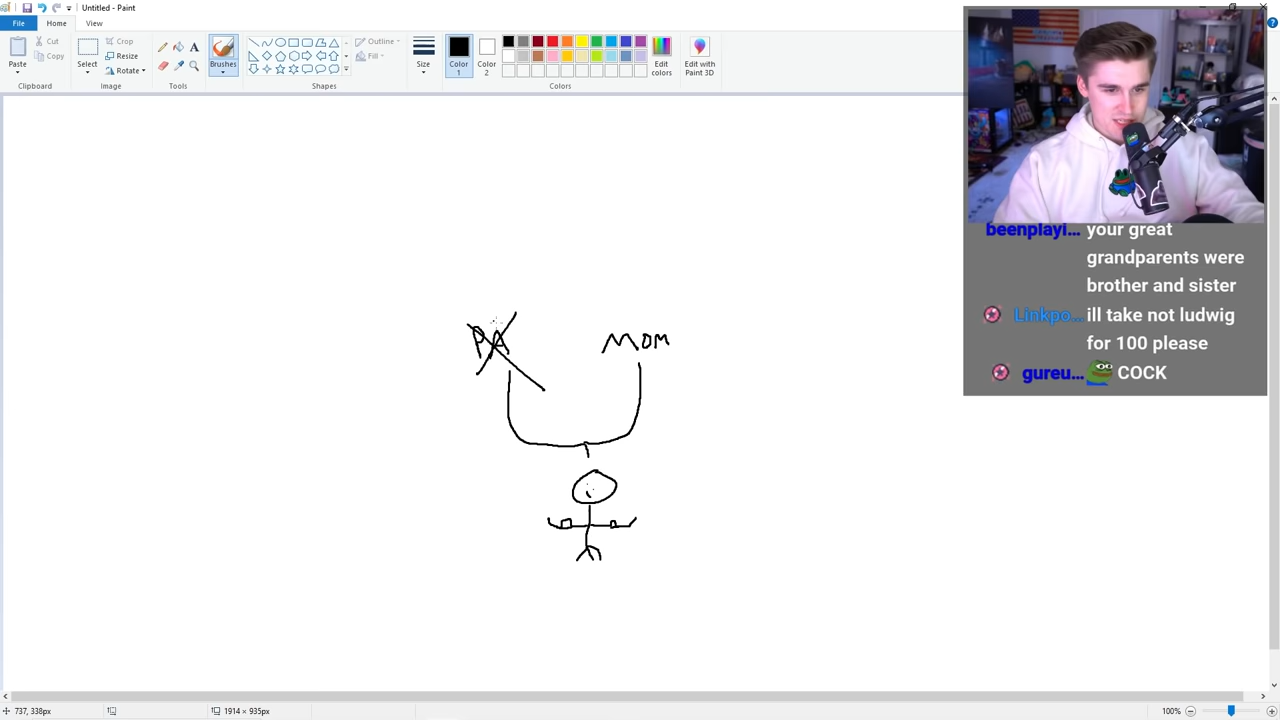 Untitled - Paint
File
Home
View
Paste
Cut
Copy
Clipboard
Select
Crop
Resize
Rotate
Image
Tools
Brushes
Shapes
Outline
Fill
Size
Color 1
Color 2
Edit colors
Edit with Paint 3D
Colors
beenplayi... your great
grandparents were
brother and sister
Linkpo... ill take not ludwig
for 100 please
gureu... COCK
PA
MOM
737, 338px
1914 × 935px
100%